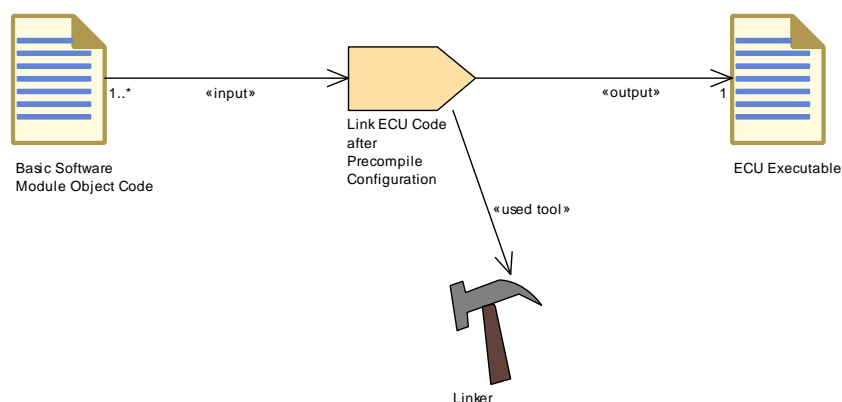 1..*
«input»
«output»
1
Link ECU Code
after
Precompile
Configuration
Basic Software
Module Object Code
ECU Executable
«used tool»
Linker